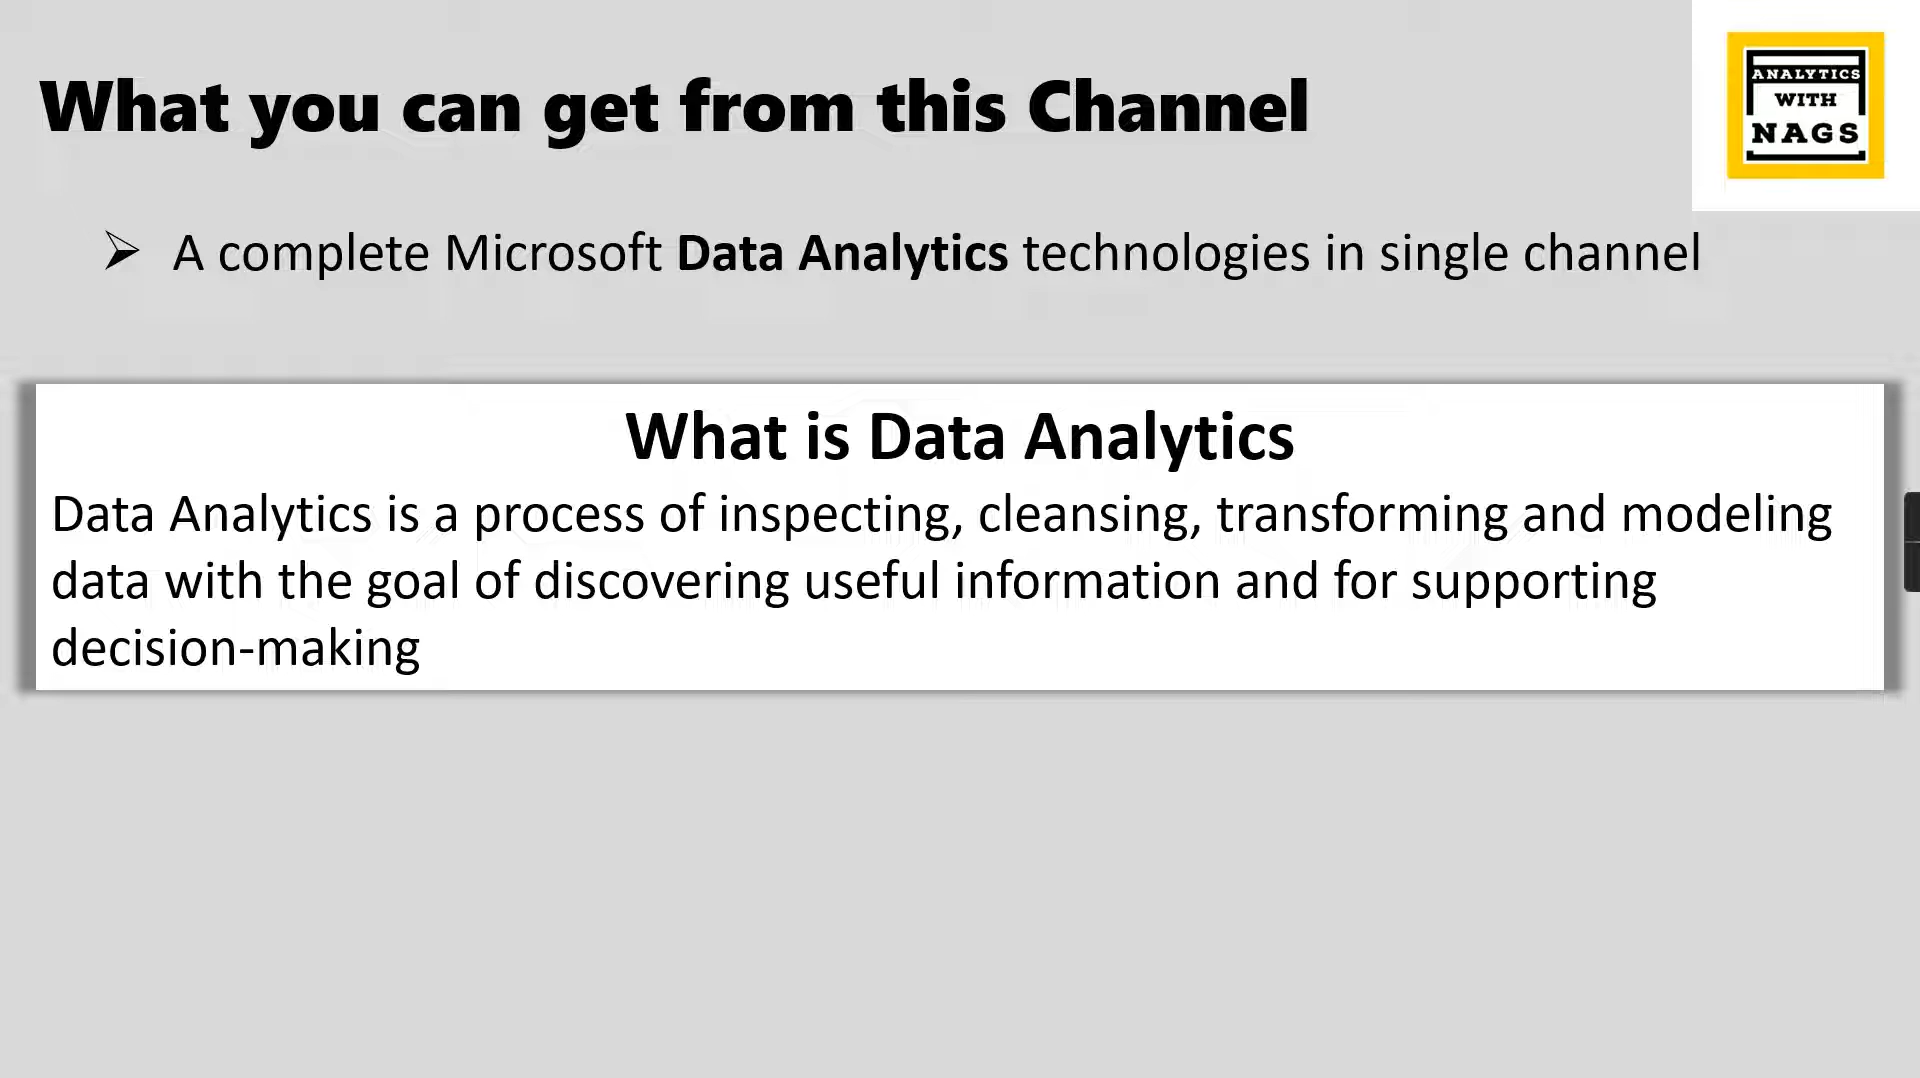 What you can get from this Channel
ANALYTICS
WITH
NAGS
➢ A complete Microsoft Data Analytics technologies in single channel
What is Data Analytics
Data Analytics is a process of inspecting, cleansing, transforming and modeling
data with the goal of discovering useful information and for supporting
decision-making